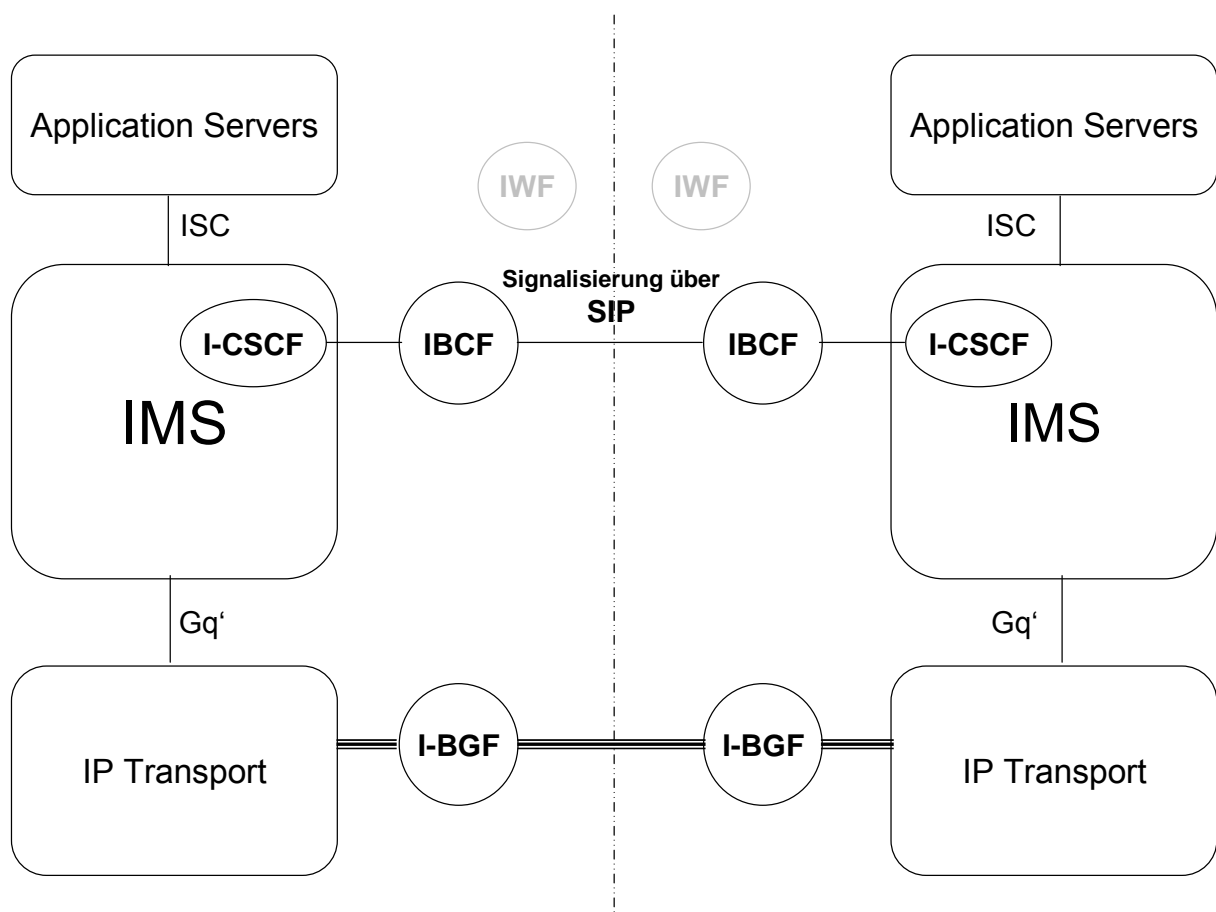 Application Servers
Application Servers
IWF
IWF
ISC
ISC
Signalisierung über
SIP
I-CSCF
IBCF
IBCF
I-CSCF
IMS
IMS
Gq‘
Gq‘
I-BGF
I-BGF
IP Transport
IP Transport